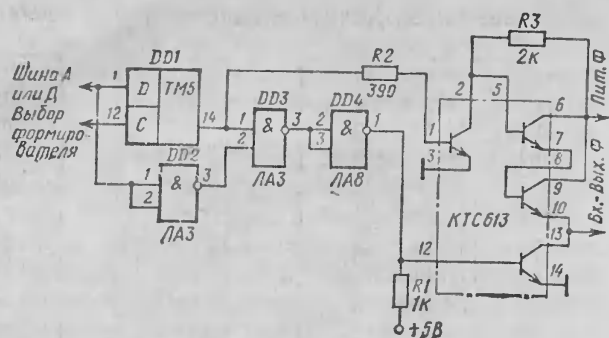 DD1
Шина А
или Д
1
D
ТМ5
Выбор
формиро-
вателя
12
C
14
DD2
1
2
&
3
ЛА3
DD3
1
2
&
3
ЛА3
DD4
2
3
&
1
ЛА8
R2
390
R3
2к
2
5
1
3
6
7
8
9
10
13
12
14
КТС613
R1
1к
+5В
Пит. Ф
Вх.-Вых. Ф